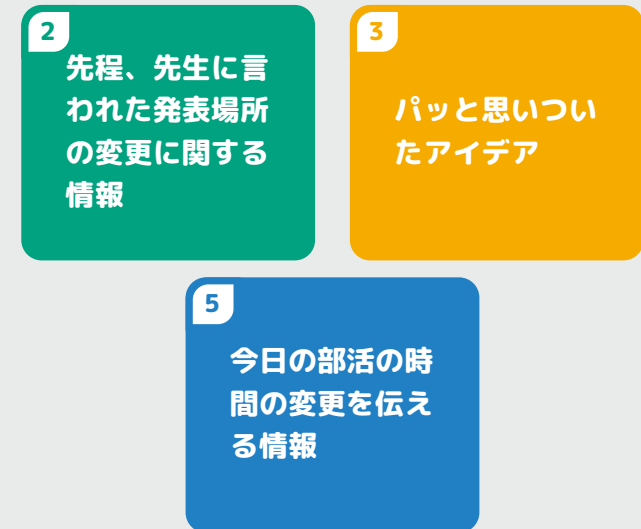 2
先程、先生に言
われた発表場所
の変更に関する
情報
3
パッと思いつい
たアイデア
5
今日の部活の時
間の変更を伝え
る情報